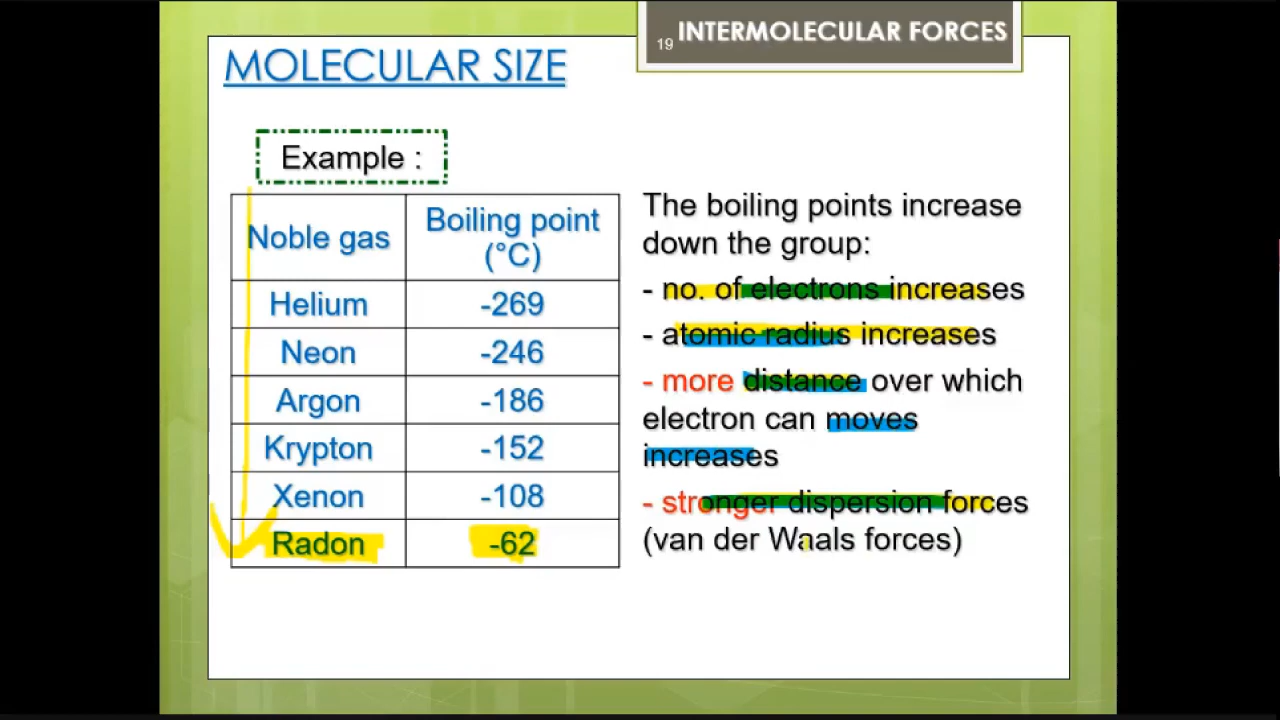 19 INTERMOLECULAR FORCES
MOLECULAR SIZE
Example :
Noble gas
Boiling point
(°C)
Helium -269
Neon -246
Argon -186
Krypton -152
Xenon -108
Radon -62
The boiling points increase
down the group:
- no. of electrons increases
- atomic radius increases
- more distance over which
electron can moves
increases
- stronger dispersion forces
(van der Waals forces)